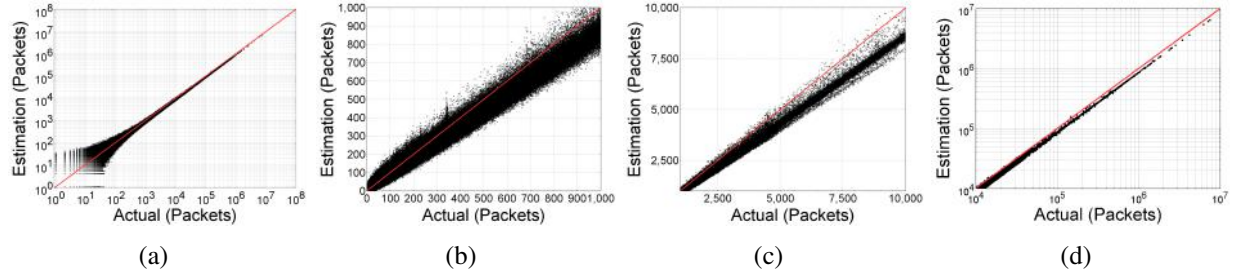 10^8
10^7
10^6
10^5
10^4
10^3
10^2
10^1
10^0
Estimation (Packets)
10^0 10^2 10^3 10^4 10^5 10^6 10^7 10^8
Actual (Packets)
(a)
1,000
900
800
700
600
500
400
300
200
100
0
Estimation (Packets)
0 100 200 300 400 500 600 700 800 9001,000
Actual (Packets)
(b)
10,000
7,500
5,000
2,500
Estimation (Packets)
2,500 5,000 7,500 10,000
Actual (Packets)
(c)
10^7
10^6
10^5
10^4
Estimation (Packets)
10^4 10^5 10^6 10^7
Actual (Packets)
(d)